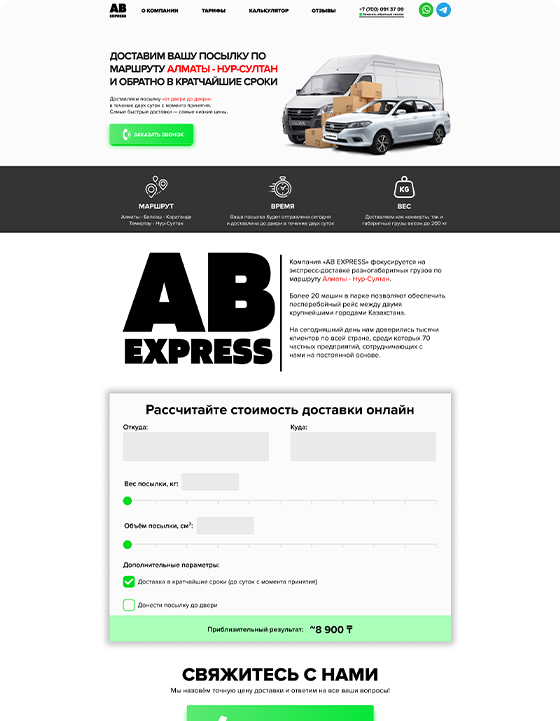 AB
EXPRESS
О КОМПАНИИ
ТАРИФЫ
КАЛЬКУЛЯТОР
ОТЗЫВЫ
+7 (700) 091 37 09
Заказать обратный звонок
ДОСТАВИМ ВАШУ ПОСЫЛКУ ПО
МАРШРУТУ АЛМАТЫ - НУР-СУЛТАН
И ОБРАТНО В КРАТЧАЙШИЕ СРОКИ
Доставляем посылку «от двери до двери»
в течение двух суток с момента принятия.
Самые быстрые доставки — самые низкие цены.
ЗАКАЗАТЬ ЗВОНОК
KG
МАРШРУТ
Алматы - Балхаш - Караганда
Темиртау - Нур-Султан
ВРЕМЯ
Ваша посылка будет отправлена сегодня
и доставлена до двери в течение двух суток
ВЕС
Доставляем как конверты, так и
габаритные грузы весом до 200 кг
AB
EXPRESS
Компания «AB EXPRESS» фокусируется на
экспресс-доставке разногабаритных грузов по
маршруту Алматы - Нур-Султан.
Более 20 машин в парке позволяют обеспечить
бесперебойный рейс между двумя
крупнейшими городами Казахстана.
На сегодняшний день нам доверились тысячи
клиентов по всей стране, среди которых 70
частных предприятий, сотрудничающих с
нами на постоянной основе.
Рассчитайте стоимость доставки онлайн
Откуда:
Куда:
Вес посылки, кг:
Объём посылки, см³:
Дополнительные параметры:
Доставка в кратчайшие сроки (до суток с момента принятия)
Донести посылку до двери
Приблизительный результат: ~8 900 ₸
СВЯЖИТЕСЬ С НАМИ
Мы назовём точную цену доставки и ответим на все ваши вопросы!